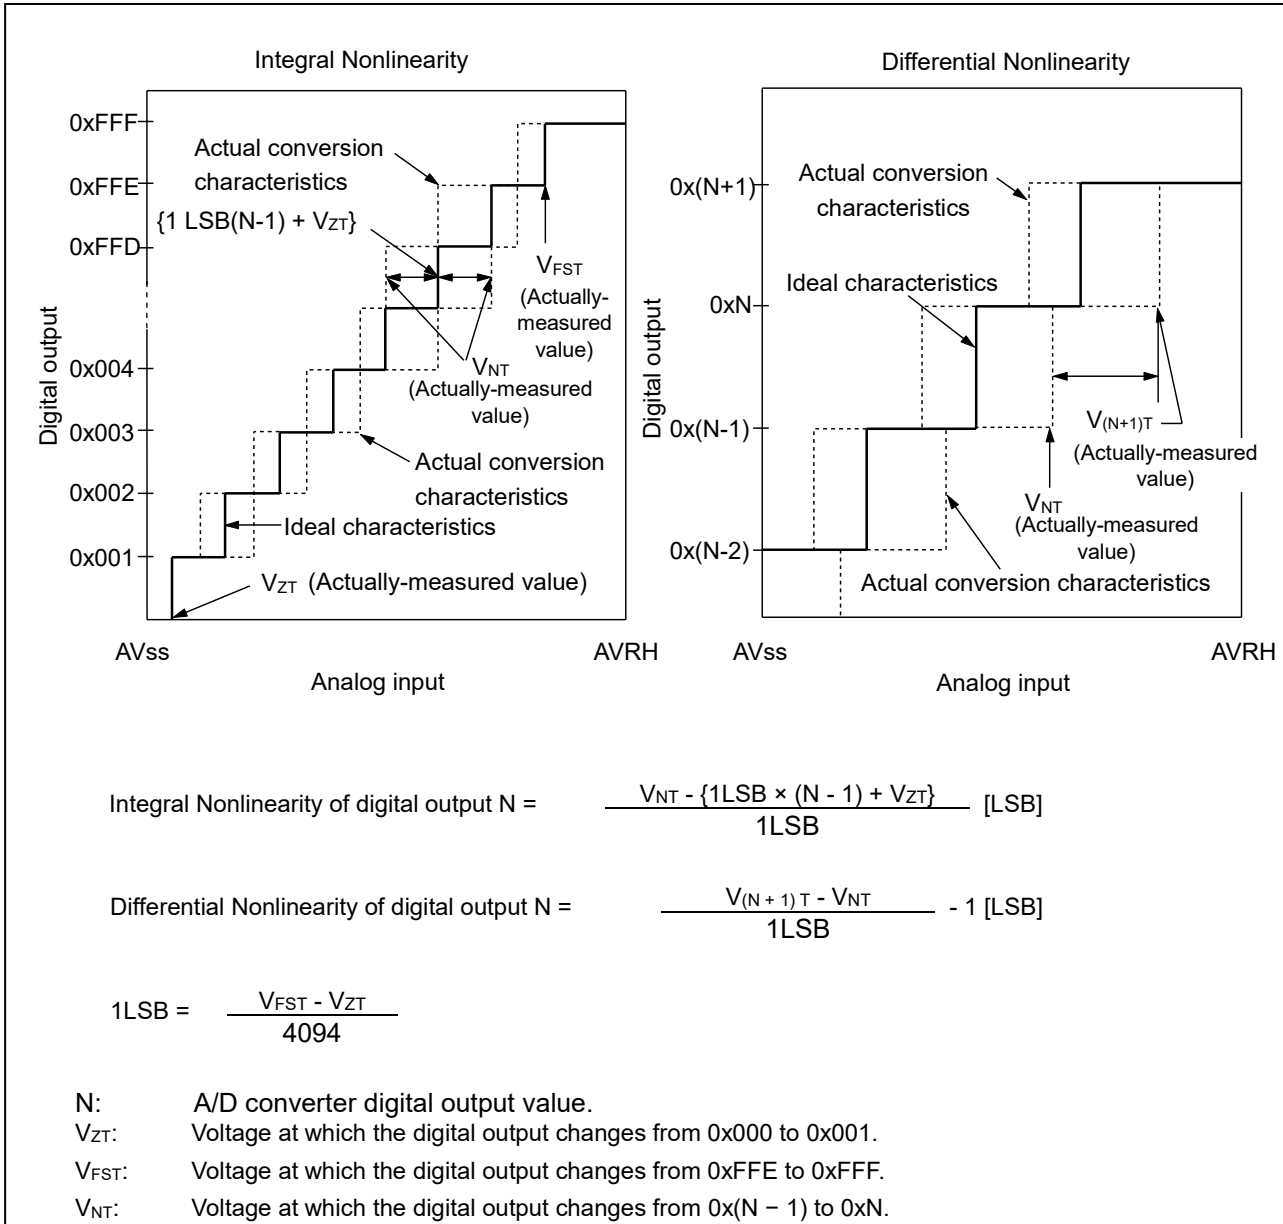 Integral Nonlinearity
0xFFF
0xFFE
0xFFD
0x004
0x003
0x002
0x001
Digital output
Actual conversion
characteristics
{1 LSB(N-1) + VZT}
VFST
(Actually-
measured
value)
VNT
(Actually-measured
value)
Actual conversion
characteristics
Ideal characteristics
VZT (Actually-measured value)
AVss
AVRH
Analog input
Differential Nonlinearity
0x(N+1)
0xN
0x(N-1)
0x(N-2)
Digital output
Actual conversion
characteristics
Ideal characteristics
V(N+1)T
(Actually-measured
value)
VNT
(Actually-measured
value)
Actual conversion characteristics
AVss
AVRH
Analog input
Integral Nonlinearity of digital output N =
VNT - {1LSB × (N - 1) + VZT}
1LSB
[LSB]
Differential Nonlinearity of digital output N =
V(N + 1) T - VNT
1LSB
- 1 [LSB]
1LSB =
VFST - VZT
4094
N: A/D converter digital output value.
VZT: Voltage at which the digital output changes from 0x000 to 0x001.
VFST: Voltage at which the digital output changes from 0xFFE to 0xFFF.
VNT: Voltage at which the digital output changes from 0x(N − 1) to 0xN.